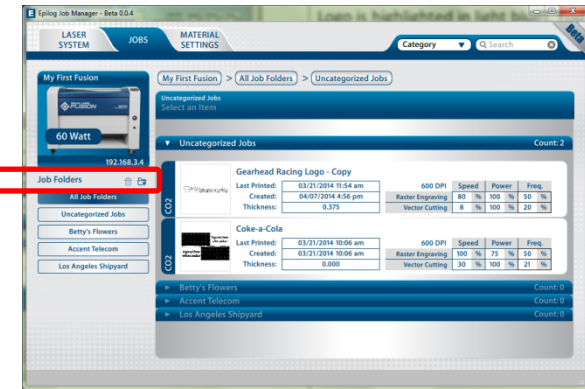 Epilog Job Manager - Beta 0.0.4
Logo is highlighted in light b
LASER SYSTEM
JOBS
MATERIAL SETTINGS
Category
Search
Beta
My First Fusion
FUSION
60 Watt
192.168.3.4
Job Folders
All Job Folders
Uncategorized Jobs
Betty's Flowers
Accent Telecom
Los Angeles Shipyard
My First Fusion > All Job Folders > Uncategorized Jobs
Uncategorized Jobs
Select an Item
Uncategorized Jobs Count: 2
CO2
Gearhead Racing Logo - Copy
Last Printed: 03/21/2014 11:54 am 600 DPI Speed Power Freq.
Created: 04/07/2014 4:56 pm Raster Engraving 80 % 100 % 50 %
Thickness: 0.375 Vector Cutting 8 % 100 % 20 %
CO2
Coke-a-Cola
Last Printed: 03/21/2014 10:06 am 600 DPI Speed Power Freq.
Created: 03/21/2014 10:06 am Raster Engraving 100 % 75 % 50 %
Thickness: 0.000 Vector Cutting 30 % 100 % 21 %
Betty's Flowers Count: 0
Accent Telecom Count: 0
Los Angeles Shipyard Count: 0